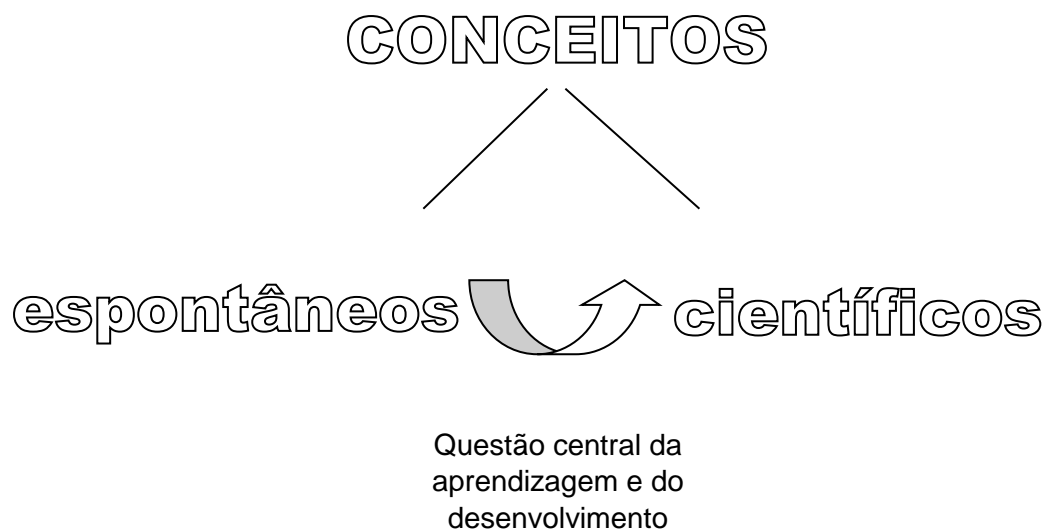 CONCEITOS
espontâneos científicos
Questão central da
aprendizagem e do
desenvolvimento